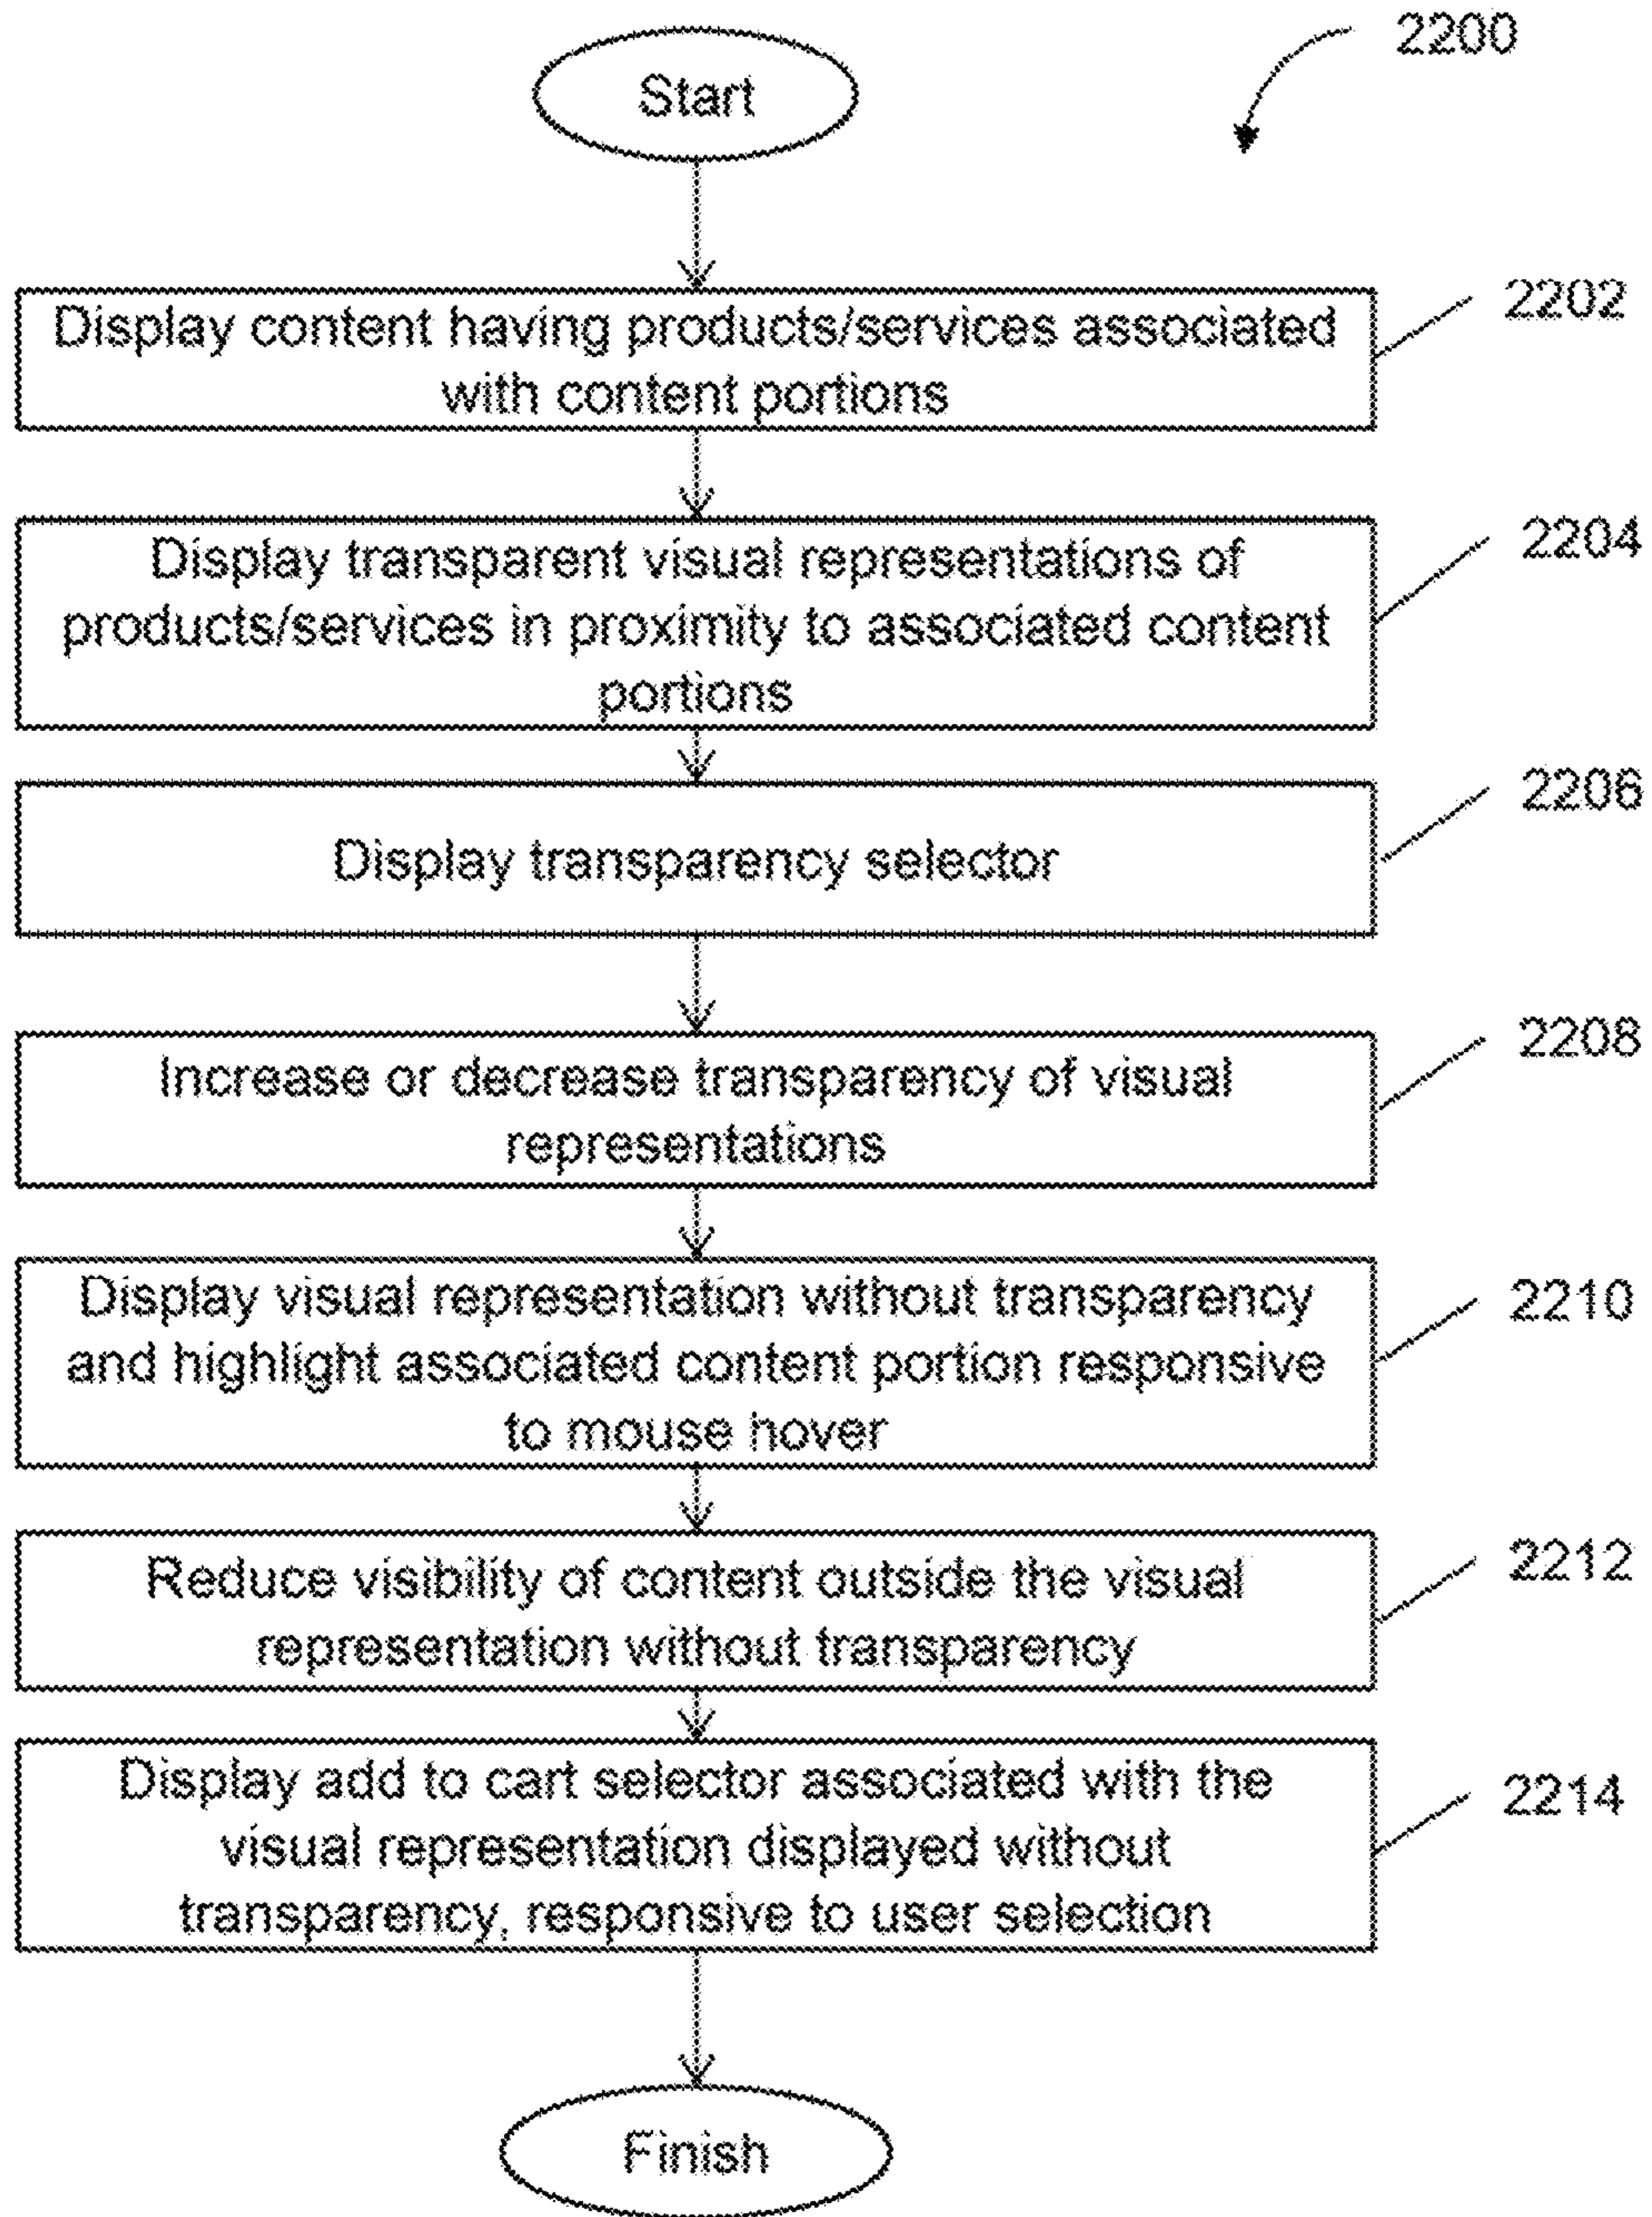 2200
Start
2202
Display content having products/services associated
with content portions
2204
Display transparent visual representations of
products/services in proximity to associated content
portions
2206
Display transparency selector
2208
Increase or decrease transparency of visual
representations
2210
Display visual representation without transparency
and highlight associated content portion responsive
to mouse hover
2212
Reduce visibility of content outside the visual
representation without transparency
2214
Display add to cart selector associated with the
visual representation displayed without
transparency, responsive to user selection
Finish